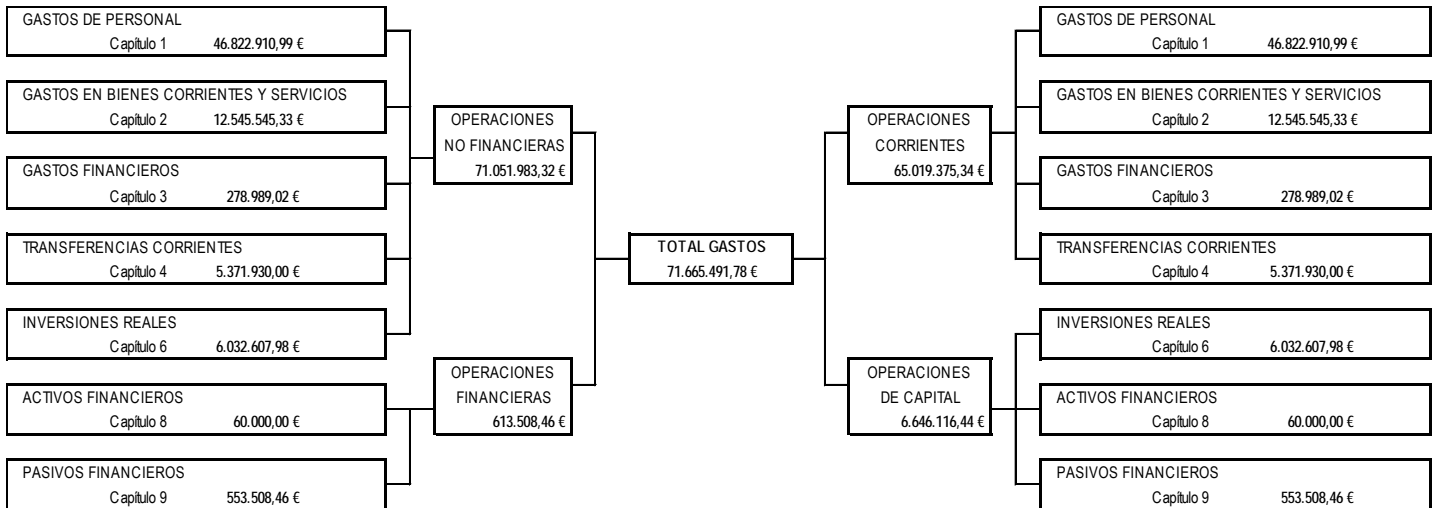 GASTOS DE PERSONAL
Capítulo 1 46.822.910,99 €
GASTOS EN BIENES CORRIENTES Y SERVICIOS
Capítulo 2 12.545.545,33 €
GASTOS FINANCIEROS
Capítulo 3 278.989,02 €
TRANSFERENCIAS CORRIENTES
Capítulo 4 5.371.930,00 €
INVERSIONES REALES
Capítulo 6 6.032.607,98 €
ACTIVOS FINANCIEROS
Capítulo 8 60.000,00 €
PASIVOS FINANCIEROS
Capítulo 9 553.508,46 €
OPERACIONES
NO FINANCIERAS
71.051.983,32 €
OPERACIONES
FINANCIERAS
613.508,46 €
TOTAL GASTOS
71.665.491,78 €
OPERACIONES
CORRIENTES
65.019.375,34 €
OPERACIONES
DE CAPITAL
6.646.116,44 €
GASTOS DE PERSONAL
Capítulo 1 46.822.910,99 €
GASTOS EN BIENES CORRIENTES Y SERVICIOS
Capítulo 2 12.545.545,33 €
GASTOS FINANCIEROS
Capítulo 3 278.989,02 €
TRANSFERENCIAS CORRIENTES
Capítulo 4 5.371.930,00 €
INVERSIONES REALES
Capítulo 6 6.032.607,98 €
ACTIVOS FINANCIEROS
Capítulo 8 60.000,00 €
PASIVOS FINANCIEROS
Capítulo 9 553.508,46 €